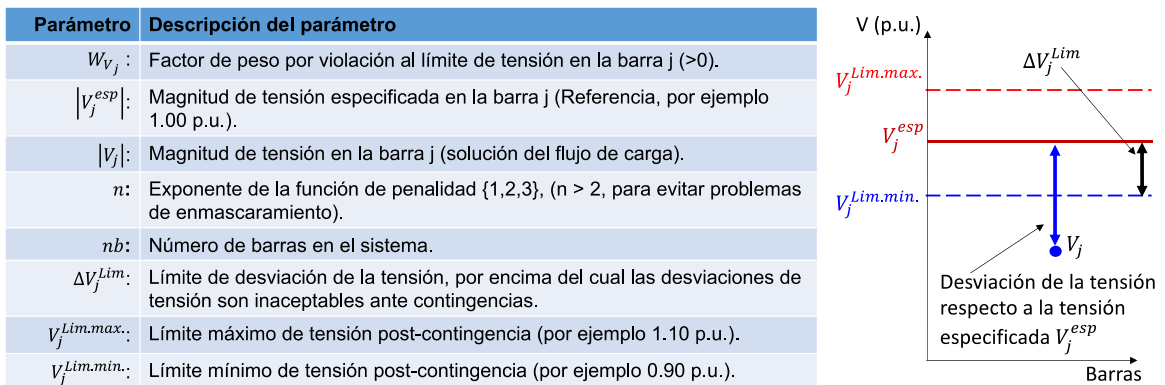 Parámetro Descripción del parámetro
W_{V_j}: Factor de peso por violación al límite de tensión en la barra j (>0).
|V_j^{esp}|: Magnitud de tensión especificada en la barra j (Referencia, por ejemplo
1.00 p.u.).
|V_j|: Magnitud de tensión en la barra j (solución del flujo de carga).
n: Exponente de la función de penalidad {1,2,3}, (n > 2, para evitar problemas
de enmascaramiento).
nb: Número de barras en el sistema.
ΔV_j^{Lim}: Límite de desviación de la tensión, por encima del cual las desviaciones de
tensión son inaceptables ante contingencias.
V_j^{Lim.max.}: Límite máximo de tensión post-contingencia (por ejemplo 1.10 p.u.).
V_j^{Lim.min.}: Límite mínimo de tensión post-contingencia (por ejemplo 0.90 p.u.).
V (p.u.)
ΔV_j^{Lim}
V_j^{Lim.max.}
V_j^{esp}
V_j^{Lim.min.}
V_j
Desviación de la tensión
respecto a la tensión
especificada V_j^{esp}
Barras